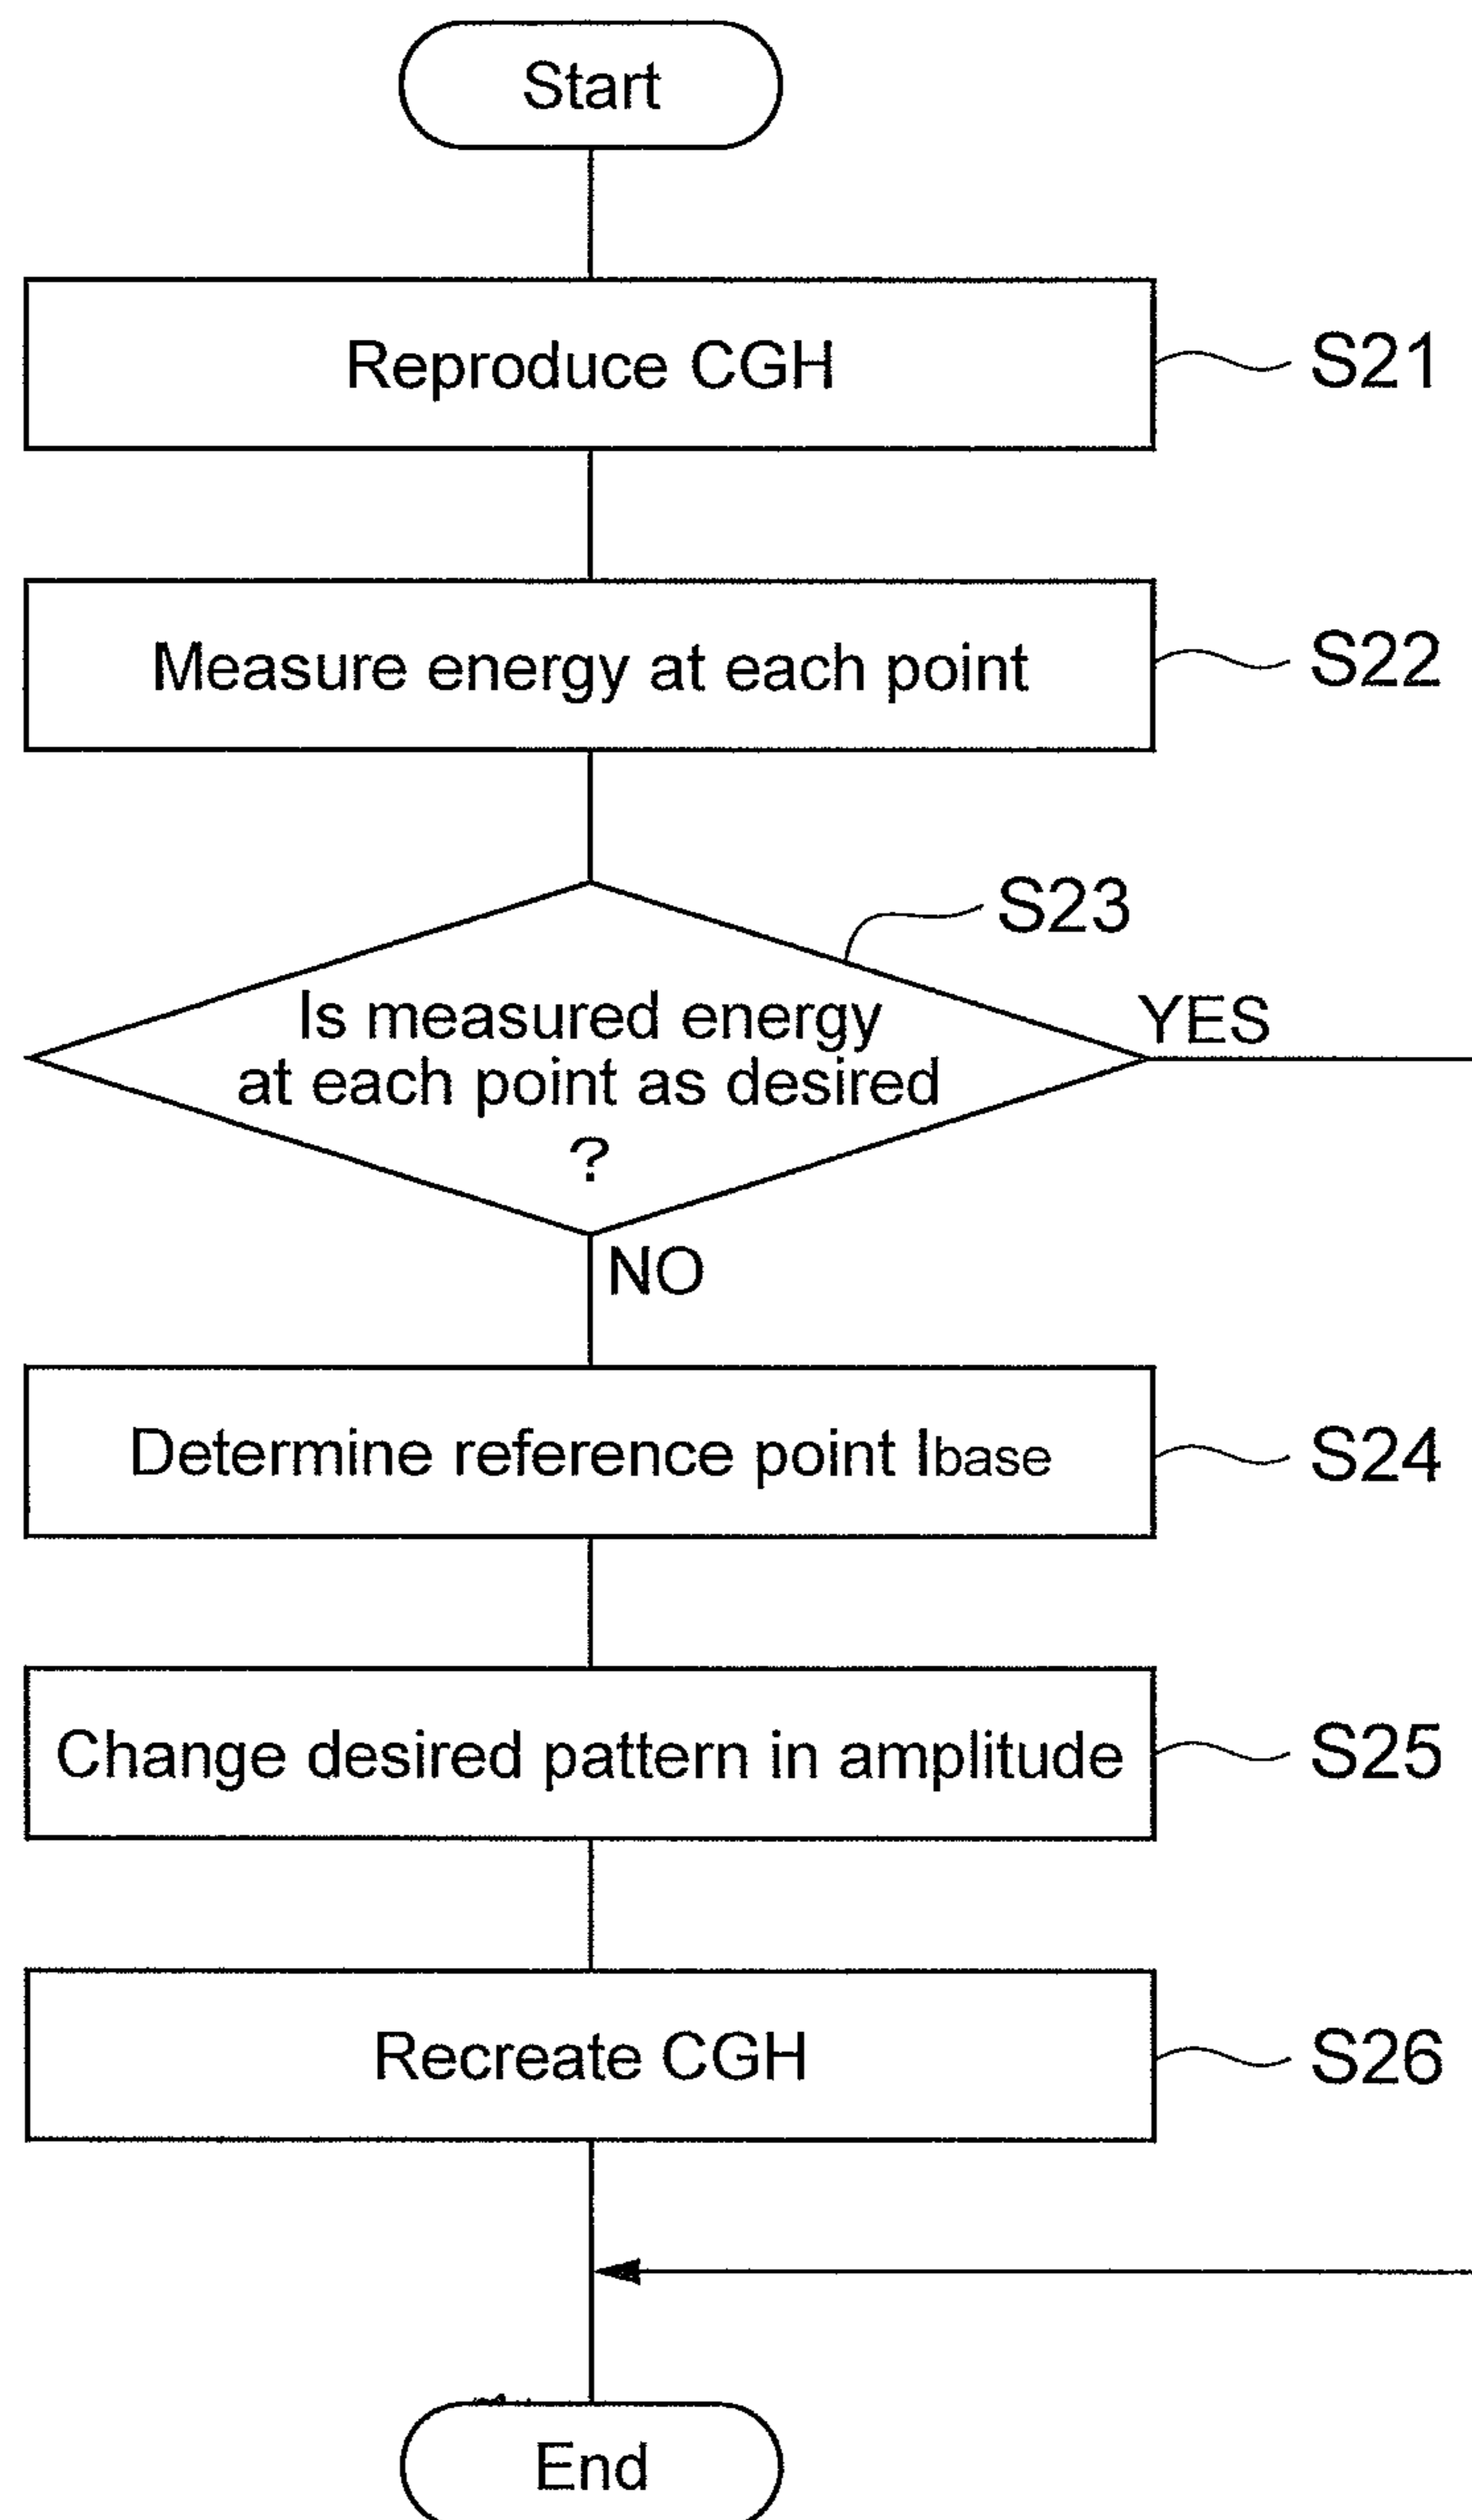 Start
Reproduce CGH
S21
Measure energy at each point
S22
S23
Is measured energy
at each point as desired
?
YES
NO
Determine reference point Ibase
S24
Change desired pattern in amplitude
S25
Recreate CGH
S26
End